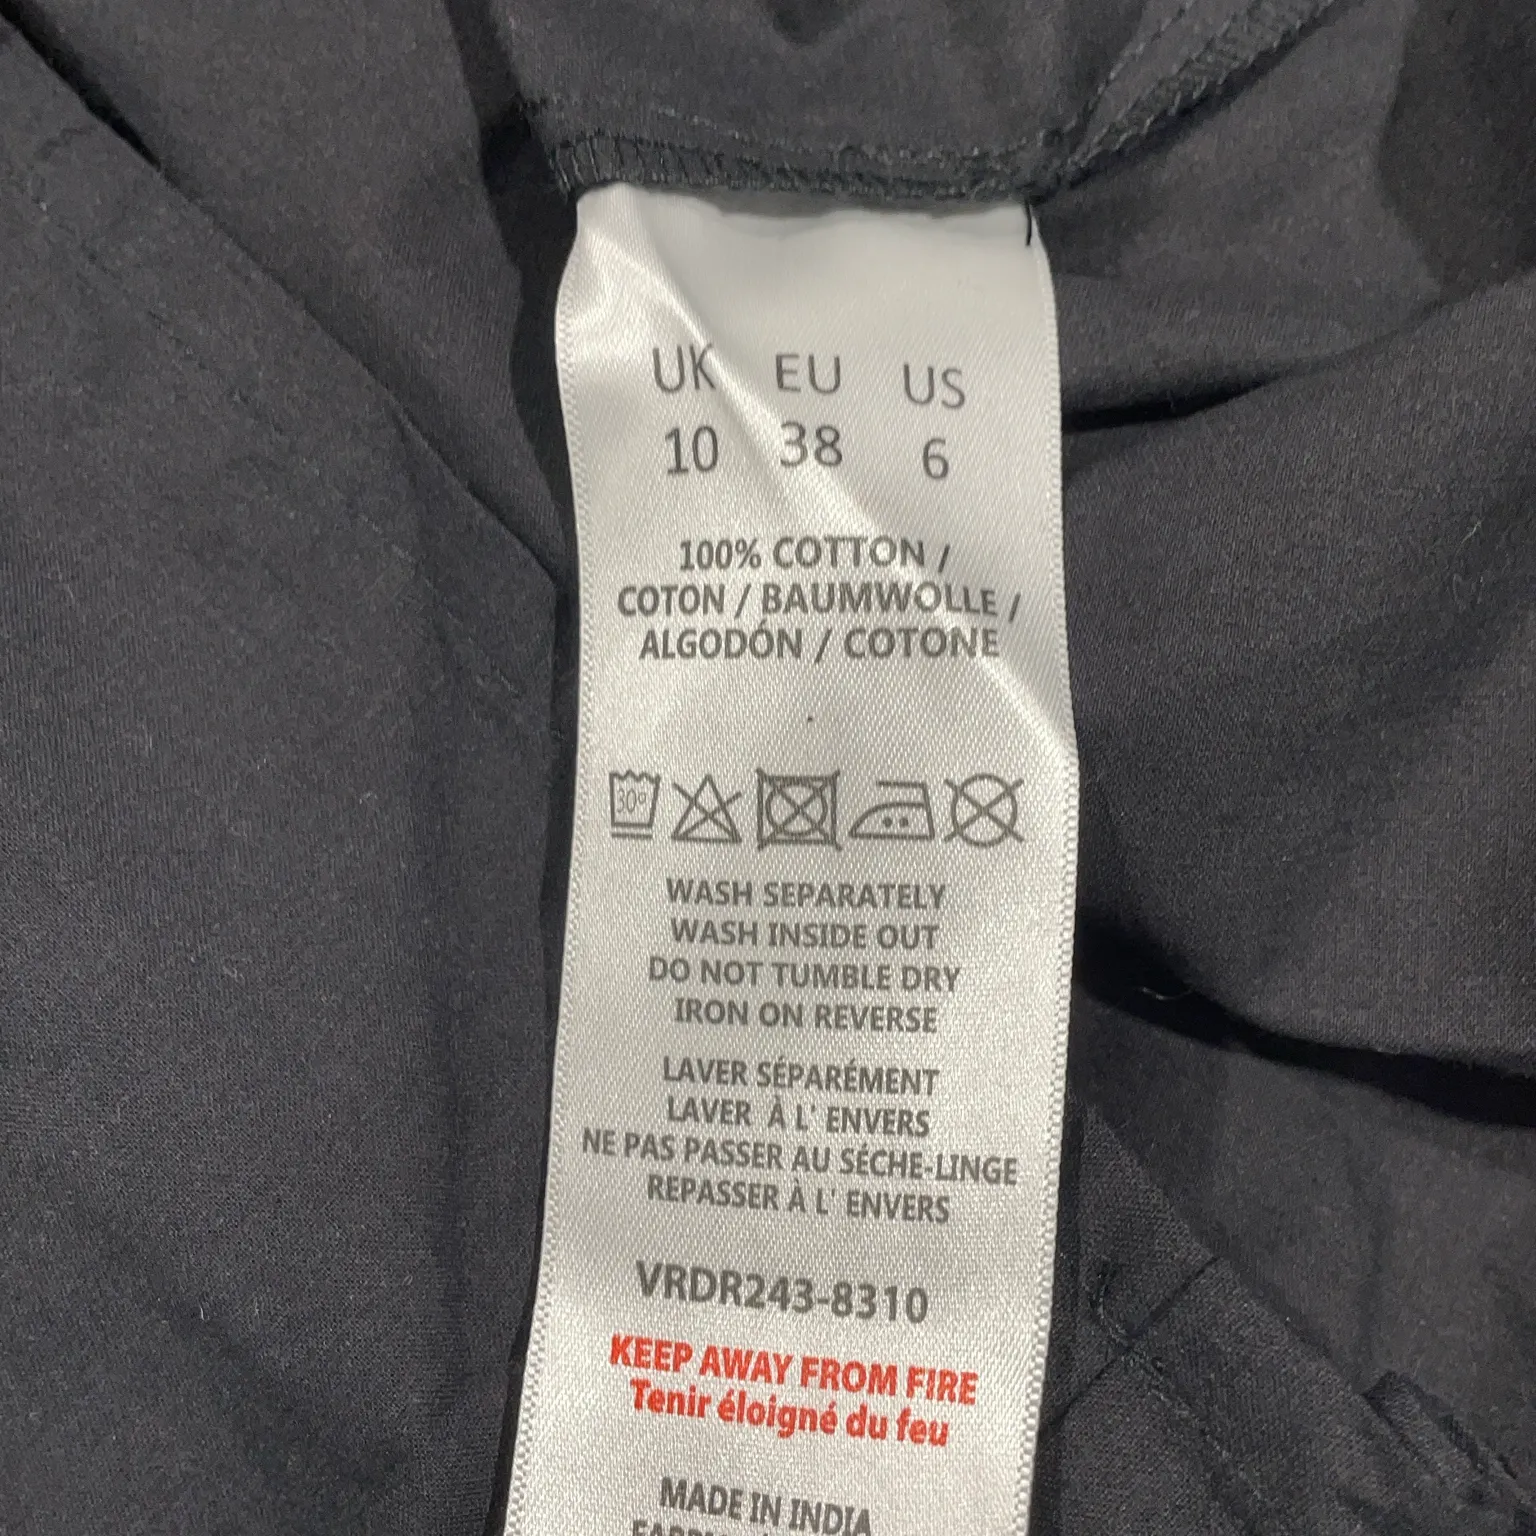 UK EU US
10 38 6
100% COTTON /
COTON / BAUMWOLLE /
ALGODÓN / COTONE
30°
WASH SEPARATELY
WASH INSIDE OUT
DO NOT TUMBLE DRY
IRON ON REVERSE
LAVER SÉPARÉMENT
LAVER À L' ENVERS
NE PAS PASSER AU SÉCHE-LINGE
REPASSER À L' ENVERS
VRDR243-8310
KEEP AWAY FROM FIRE
Tenir éloigné du feu
MADE IN INDIA